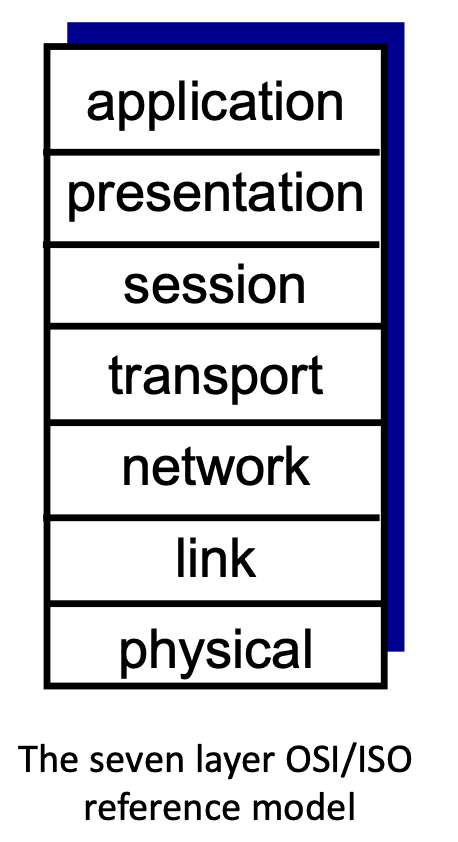 application
presentation
session
transport
network
link
physical
The seven layer OSI/ISO
reference model